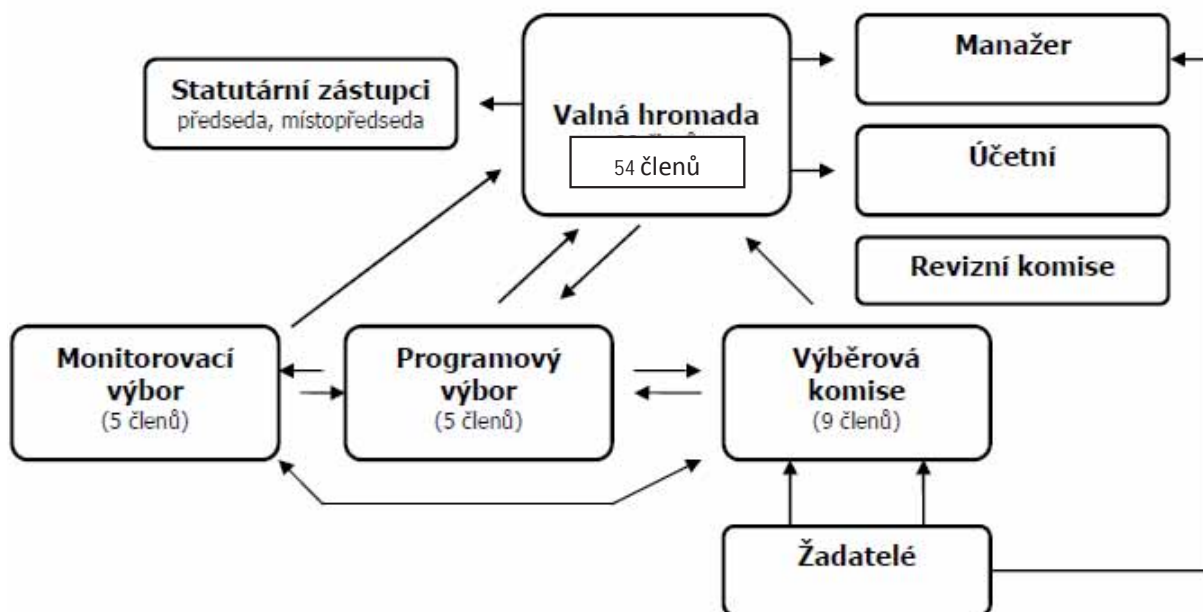 Statutární zástupci
předseda, místopředseda
Valná hromada
54 členů
Manažer
Účetní
Revizní komise
Monitorovací
výbor
(5 členů)
Programový
výbor
(5 členů)
Výběrová
komise
(9 členů)
Žadatelé